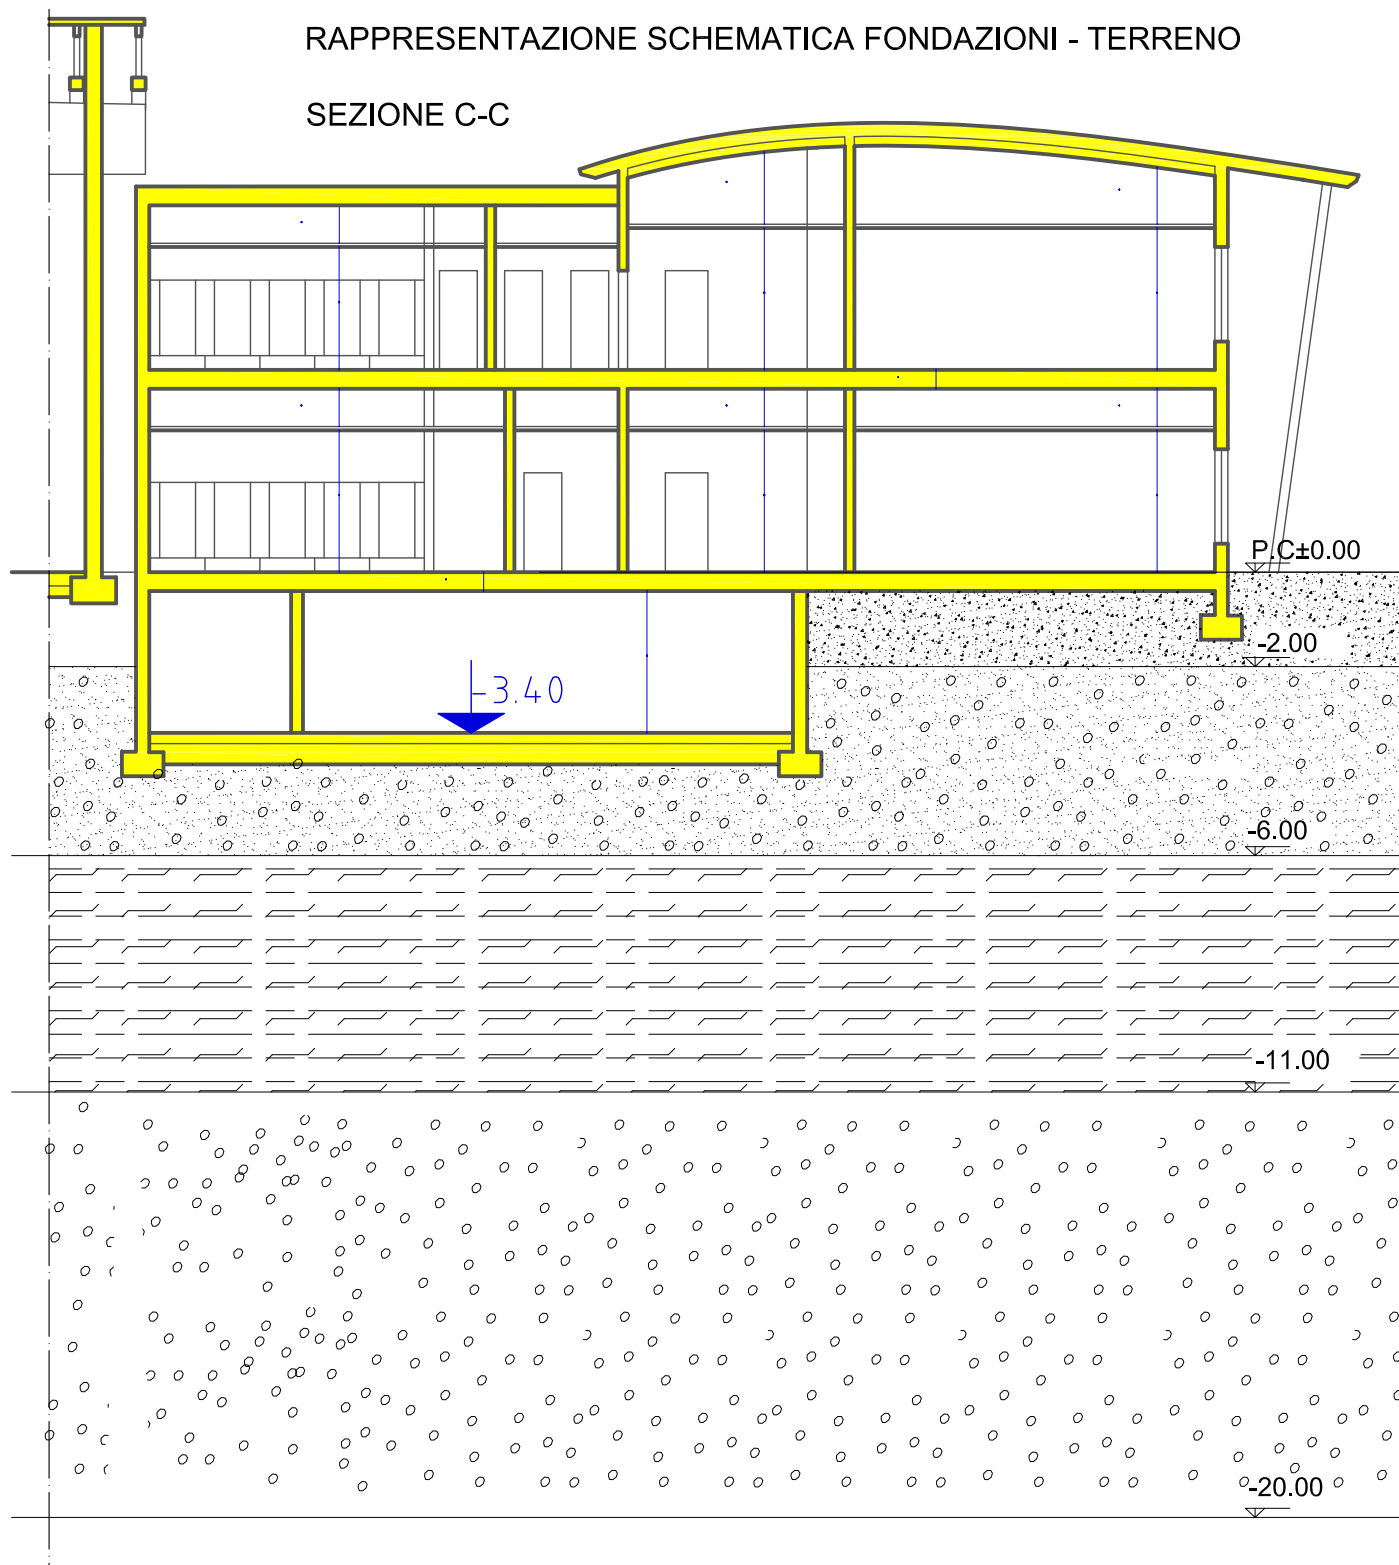 RAPPRESENTAZIONE SCHEMATICA FONDAZIONI - TERRENO
SEZIONE C-C
P.C±0.00
-2.00
-3.40
-6.00
-11.00
-20.00